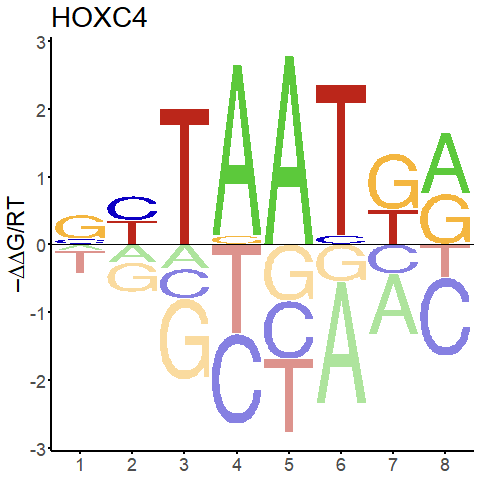 HOXC4
−ΔΔG/RT
3
2
1
0
-1
-2
-3
G C T A A T G A
C T G C T G
A A T G G C T
T G C C A A C
G T
1 2 3 4 5 6 7 8